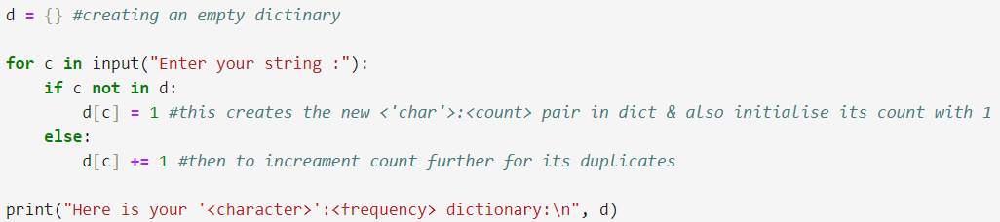 d = {} #creating an empty dictinary
for c in input("Enter your string :"):
    if c not in d:
        d[c] = 1 #this creates the new <'char'>:<count> pair in dict & also initialise its count with 1
    else:
        d[c] += 1 #then to increament count further for its duplicates
print("Here is your '<character>':<frequency> dictionary:\n", d)